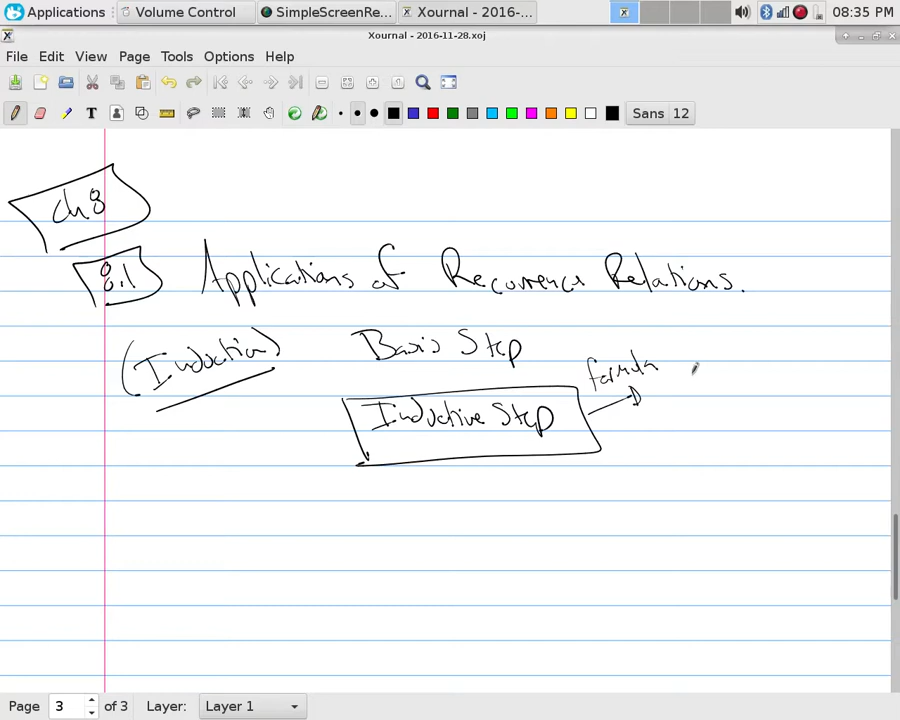 Applications Volume Control SimpleScreenRe... Xournal - 2016-... 08:35 PM
Xournal - 2016-11-28.xoj
File Edit View Page Tools Options Help
Sans 12
ch 8
8.1 Applications of Recurrence Relations.
(Induction) Basis Step
formula
Inductive Step
Page 3 of 3 Layer: Layer 1